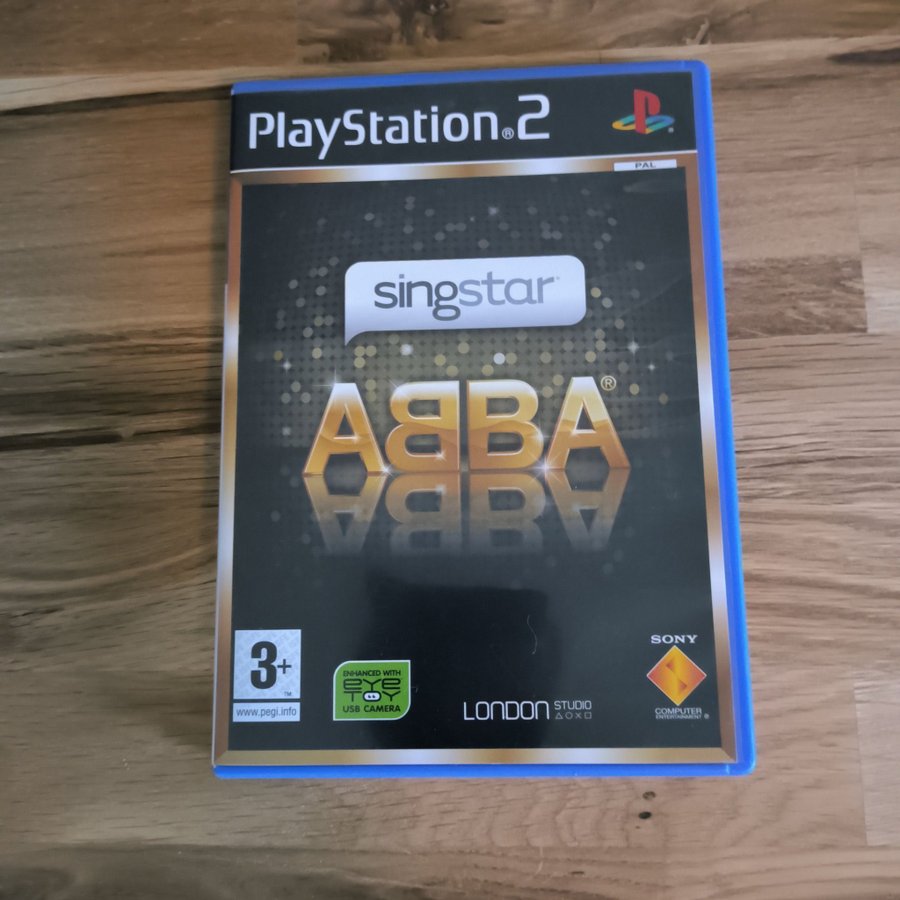 PlayStation®2
PAL
singstar
ABBA®
3+
™
www.pegi.info
ENHANCED WITH
EYE
TOY
USB CAMERA
LONDON STUDIO
SONY
COMPUTER
ENTERTAINMENT ®